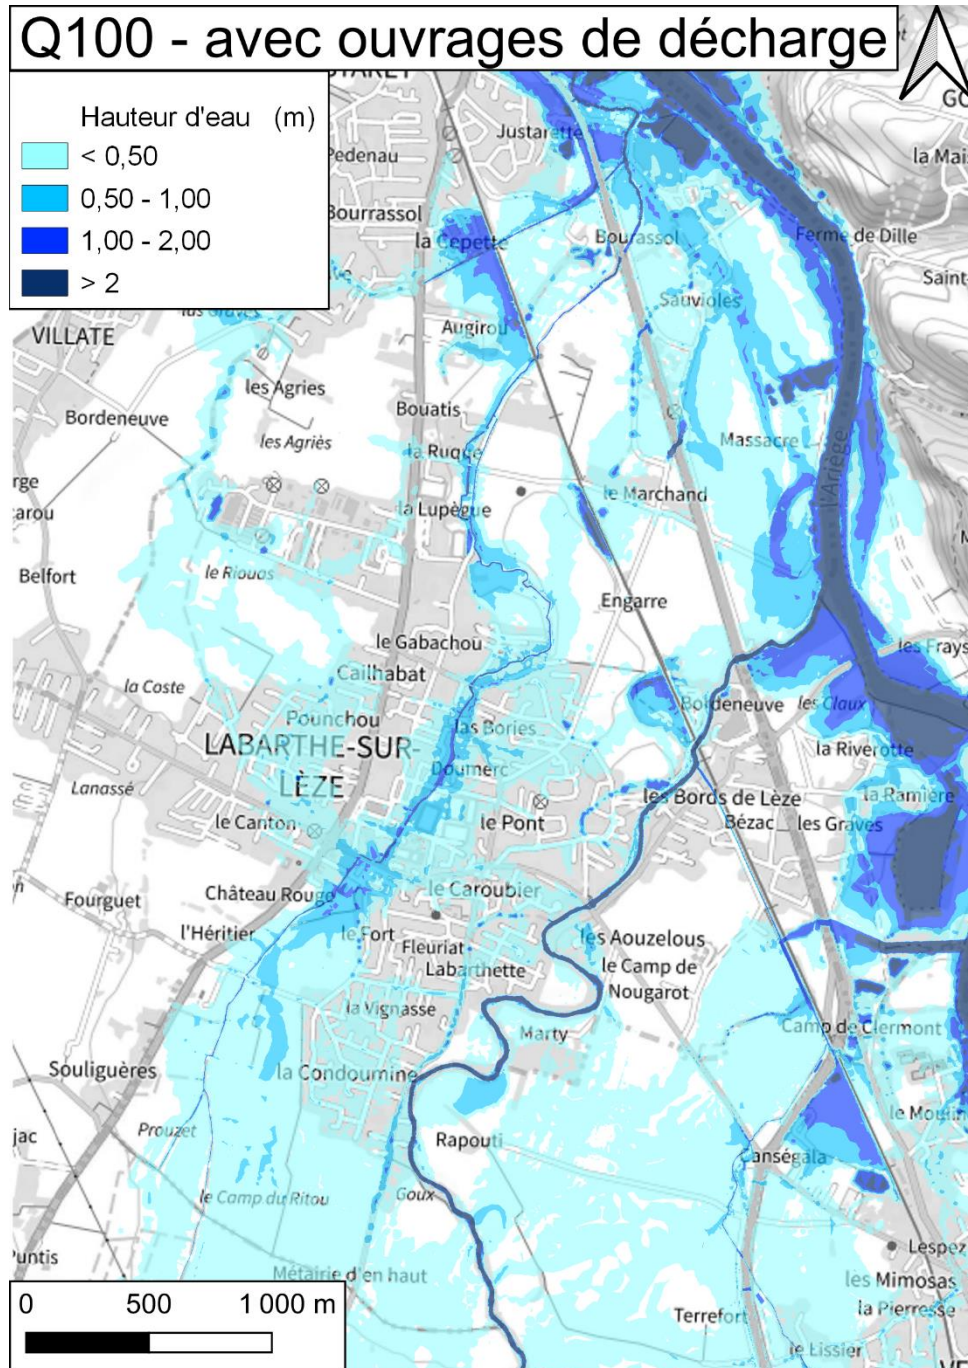 Q100 - avec ouvrages de décharge
Hauteur d'eau (m)
< 0,50
0,50 - 1,00
1,00 - 2,00
> 2
Justarette
Pedenau
la Mai
Bourrassol
la Cepette
Bourassol
Ferme de Dille
Saint-
Sauvioles
VILLATE
Augirou
les Agries
Bouatis
Bordeneuve
les Agriès
la Ruque
Massacre
l'Ariège
le Marchand
la Lupègue
Belfort
le Riouas
Engarre
le Gabachou
les Frays
Cailhabat
la Coste
Bordeneuve
les Claux
Pounchou
las Bories
LABARTHE-SUR-
LÈZE
la Riverotte
Doumerc
Lanassé
les Bords de Lèze
la Ramière
le Canton
le Pont
Bézac
les Graves
Château Rouge
le Caroubier
Fourguet
l'Héritier
le Fort
Fleuriat
les Aouzelous
Labarthette
le Camp de
Nougarot
la Vignasse
Marty
Camp de Clermont
Souliguères
la Condoumine
le Moulin
Prouzet
Rapouti
Canségala
le Camp du Ritou
Goux
Lespez
Métairie d'en haut
les Mimosas
la Pierresse
Terrefort
le Lissier
0 500 1 000 m